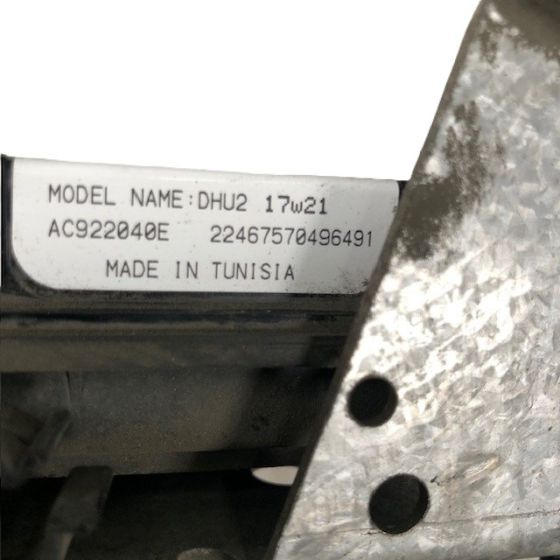 MODEL NAME:DHU2 17w21
AC922040E 22467570496491
MADE IN TUNISIA